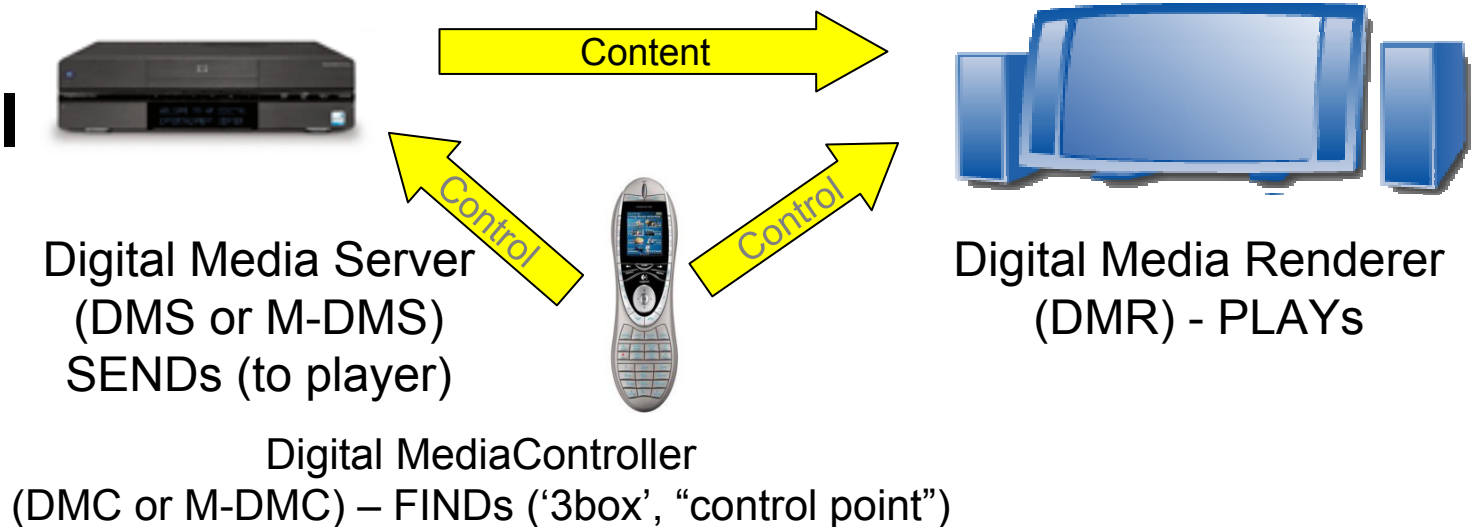 Content
Control
Control
Digital Media Server
(DMS or M-DMS)
SENDs (to player)
Digital Media Renderer
(DMR) - PLAYs
Digital MediaController
(DMC or M-DMC) – FINDs (‘3box’, “control point”)